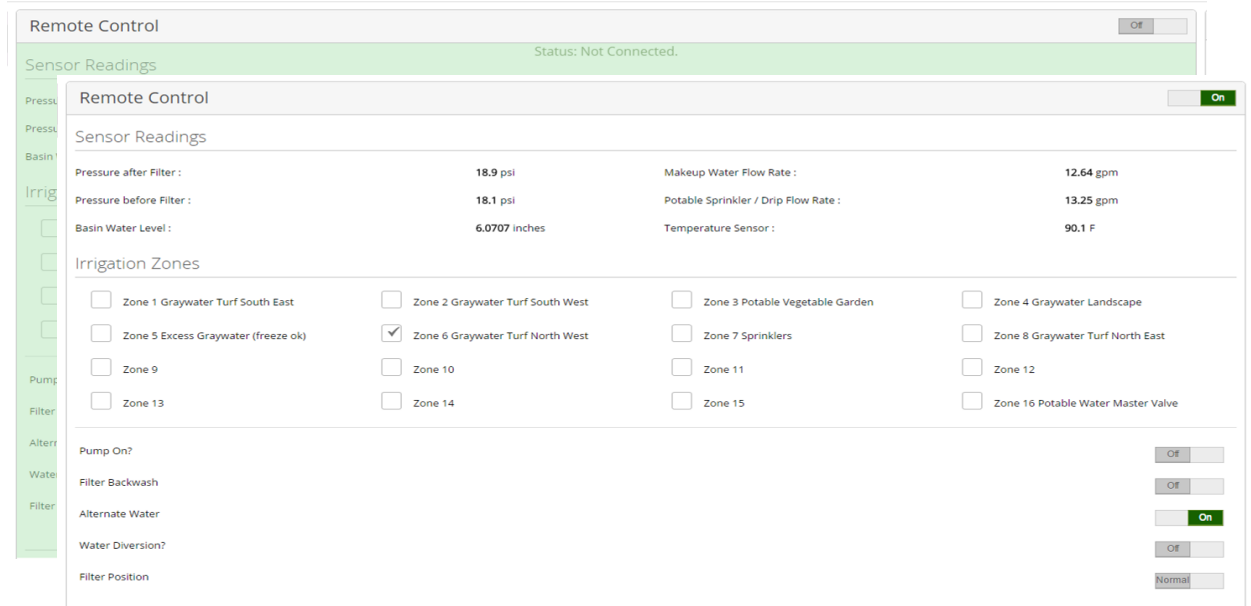 Remote Control Off
Status: Not Connected.
Sensor Readings
Pressu
Pressu
Basin
Irrig
Pump
Filter
Altern
Water
Filter
Remote Control On
Sensor Readings
Pressure after Filter : 18.9 psi Makeup Water Flow Rate : 12.64 gpm
Pressure before Filter : 18.1 psi Potable Sprinkler / Drip Flow Rate : 13.25 gpm
Basin Water Level : 6.0707 inches Temperature Sensor : 90.1 F
Irrigation Zones
Zone 1 Graywater Turf South East Zone 2 Graywater Turf South West Zone 3 Potable Vegetable Garden Zone 4 Graywater Landscape
Zone 5 Excess Graywater (freeze ok) Zone 6 Graywater Turf North West Zone 7 Sprinklers Zone 8 Graywater Turf North East
Zone 9 Zone 10 Zone 11 Zone 12
Zone 13 Zone 14 Zone 15 Zone 16 Potable Water Master Valve
Pump On? Off
Filter Backwash Off
Alternate Water On
Water Diversion? Off
Filter Position Normal